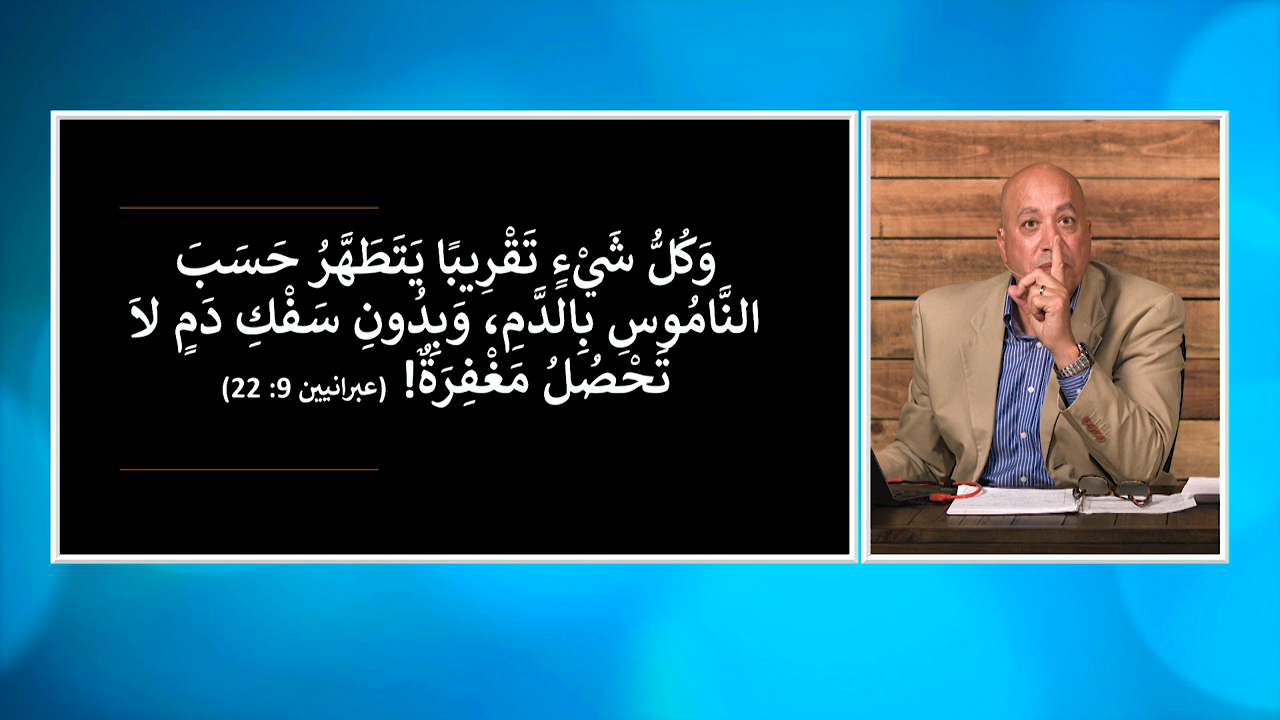 وَكُلُّ شَيْءٍ تَقْرِيبًا يَتَطَهَّرُ حَسَبَ
النَّامُوسِ بِالدَّمِ، وَبِدُونِ سَفْكِ دَمٍ لاَ
تَحْصُلُ مَغْفِرَةٌ! (عبرانيين 9: 22)